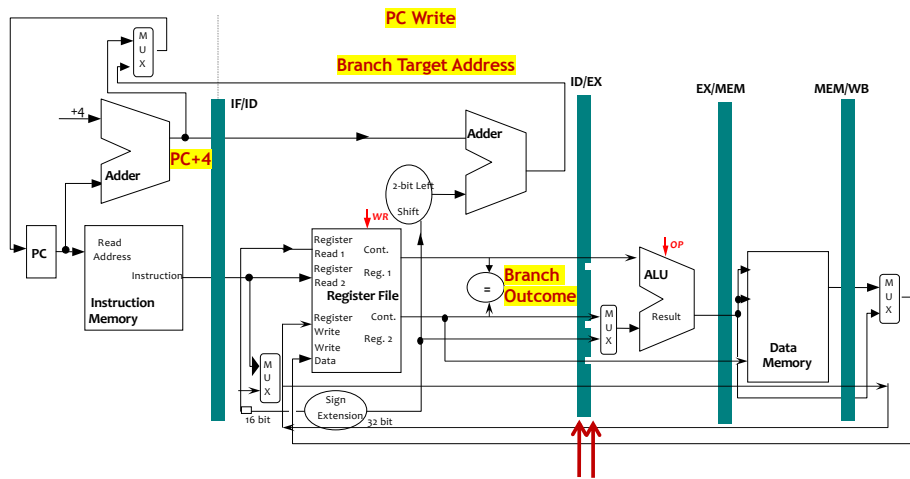 PC Write
M
U
X
Branch Target Address
ID/EX
EX/MEM
MEM/WB
IF/ID
+4
Adder
PC+4
Adder
2-bit Left
Shift
WR
OP
PC
Read
Address
Instruction
Instruction
Memory
Register
Read 1
Register
Read 2
Register File
Register
Write
Write
Data
Cont.
Reg. 1
Cont.
Reg. 2
=
Branch
Outcome
M
U
X
ALU
Result
Data
Memory
M
U
X
M
U
X
Sign
Extension
16 bit
32 bit